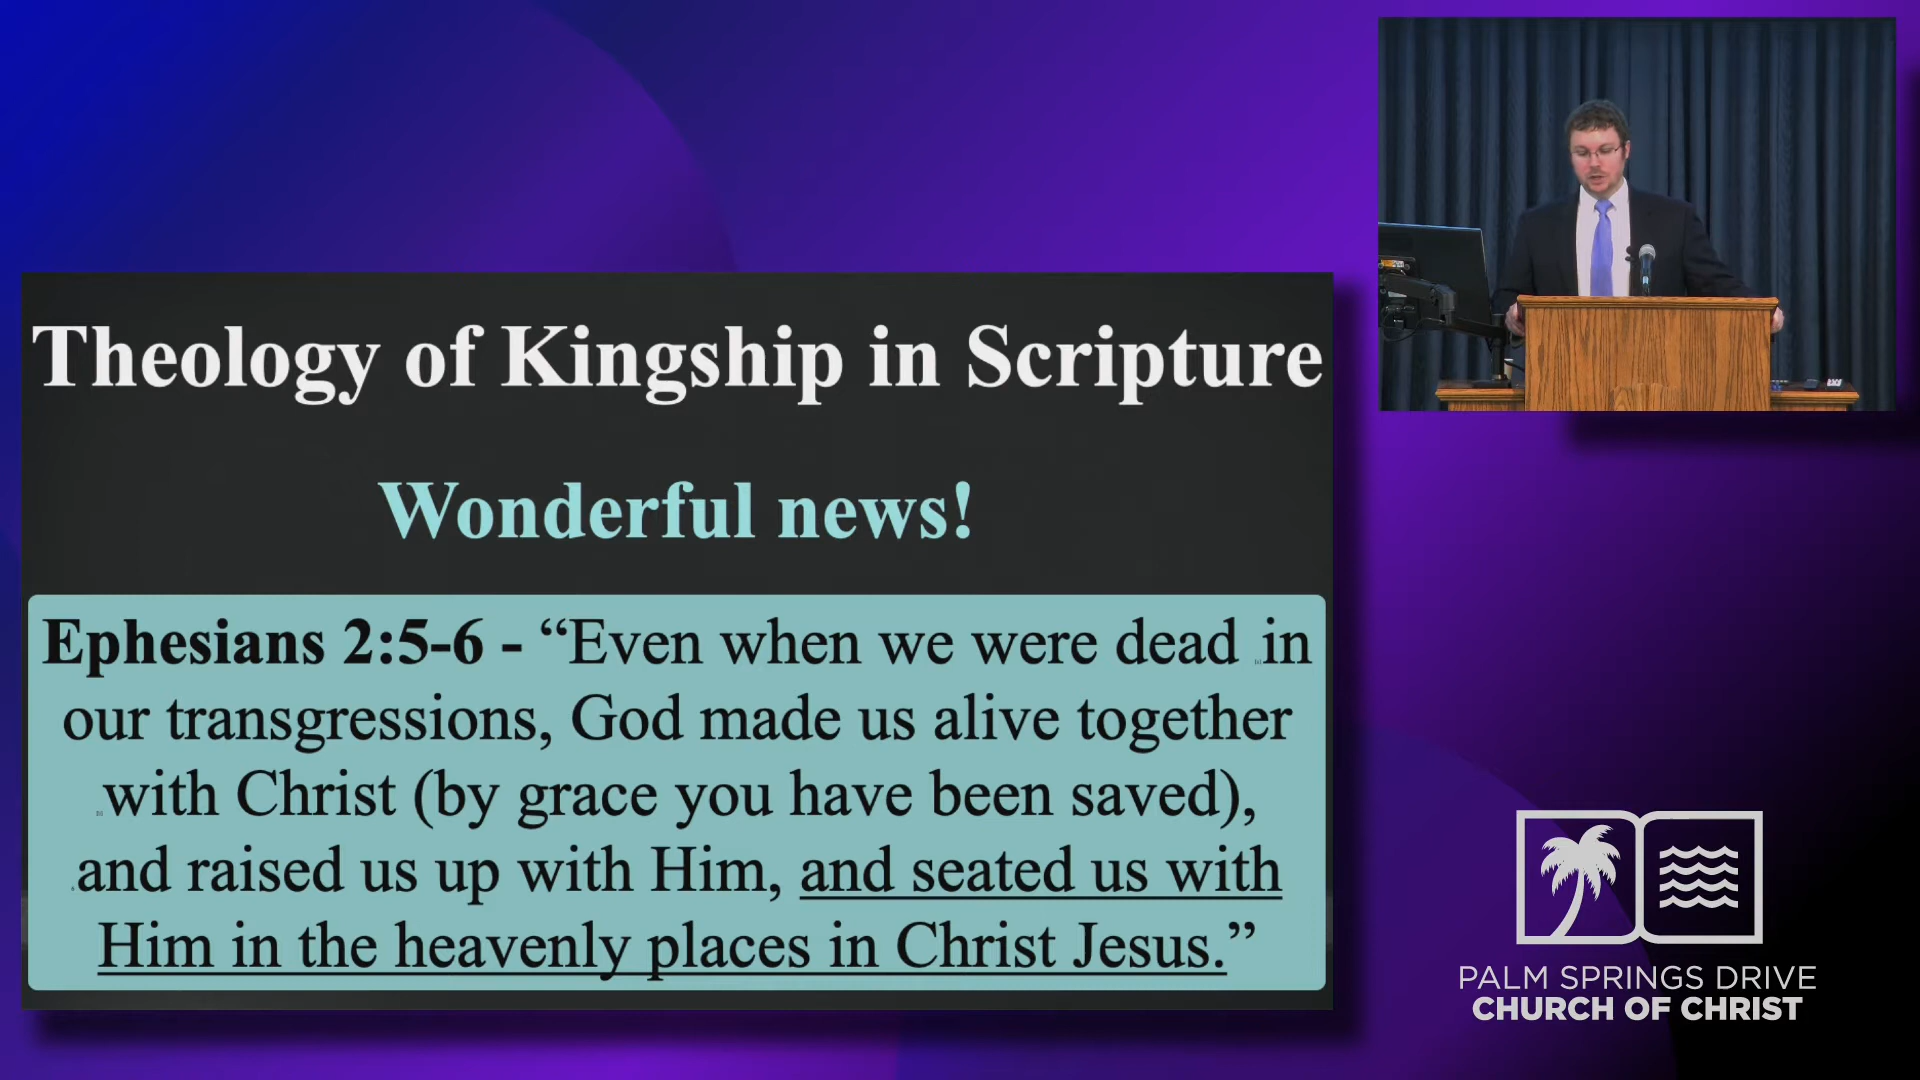 Theology of Kingship in Scripture
Wonderful news!
Ephesians 2:5-6 - “Even when we were dead in
our transgressions, God made us alive together
with Christ (by grace you have been saved),
and raised us up with Him, and seated us with
Him in the heavenly places in Christ Jesus.”
PALM SPRINGS DRIVE
CHURCH OF CHRIST